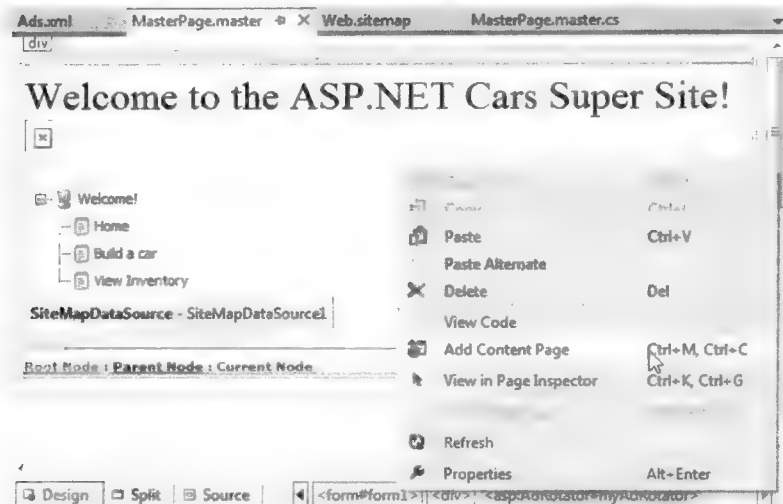 Ads.xml MasterPage.master × Web.sitemap MasterPage.master.cs
div
Welcome to the ASP.NET Cars Super Site!
Welcome!
Home
Build a car
View Inventory
SiteMapDataSource - SiteMapDataSource1
Root Node : Parent Node : Current Node
Copy
Paste Ctrl+V
Paste Alternate
Delete Del
View Code
Add Content Page Ctrl+M, Ctrl+C
View in Page Inspector Ctrl+K, Ctrl+G
Refresh
Properties Alt+Enter
Design Split Source <form#form1> <div> <asp:AdRotator#myAdRotator>